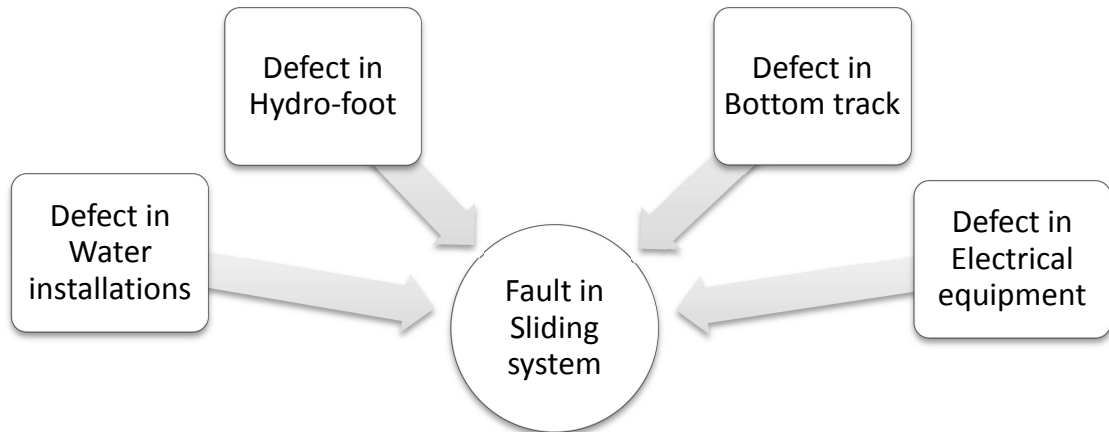 Defect in
Hydro-foot
Defect in
Bottom track
Defect in
Water
installations
Defect in
Electrical
equipment
Fault in
Sliding
system